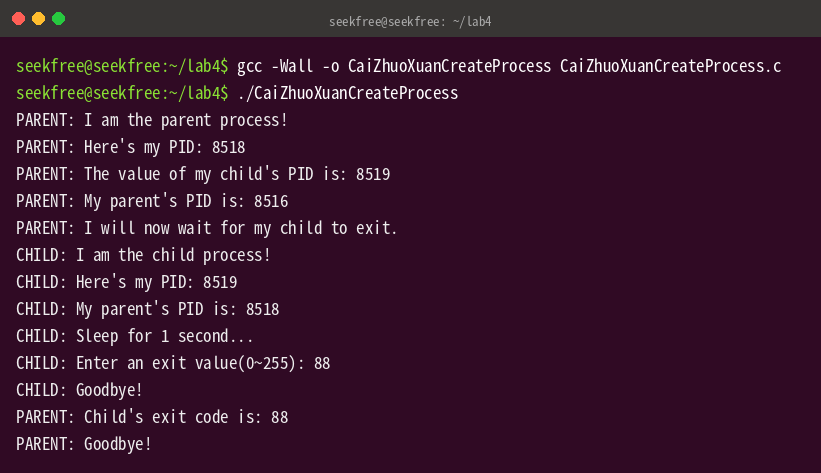 seekfree@seekfree: ~/lab4
seekfree@seekfree:~/lab4$ gcc -Wall -o CaiZhuoXuanCreateProcess CaiZhuoXuanCreateProcess.c
seekfree@seekfree:~/lab4$ ./CaiZhuoXuanCreateProcess
PARENT: I am the parent process!
PARENT: Here's my PID: 8518
PARENT: The value of my child's PID is: 8519
PARENT: My parent's PID is: 8516
PARENT: I will now wait for my child to exit.
CHILD: I am the child process!
CHILD: Here's my PID: 8519
CHILD: My parent's PID is: 8518
CHILD: Sleep for 1 second...
CHILD: Enter an exit value(0~255): 88
CHILD: Goodbye!
PARENT: Child's exit code is: 88
PARENT: Goodbye!